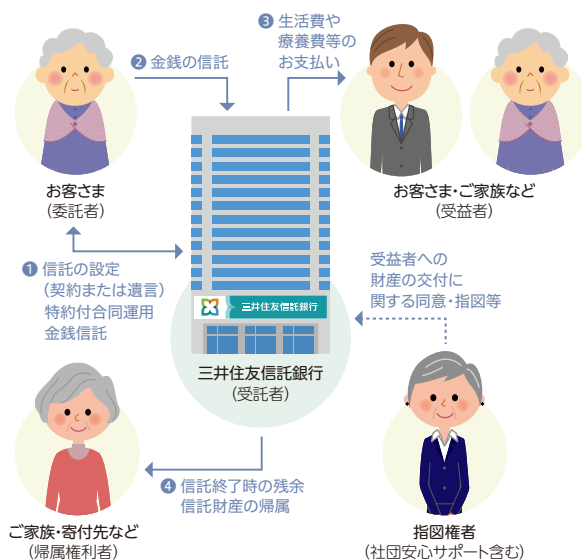 ❷ 金銭の信託
❸ 生活費や
療養費等の
お支払い
お客さま
(委託者)
お客さま・ご家族など
(受益者)
❶ 信託の設定
(契約または遺言)
特約付合同運用
金銭信託
三井住友信託銀行
三井住友信託銀行
(受託者)
受益者への
財産の交付に
関する同意・指図等
❹ 信託終了時の残余
信託財産の帰属
ご家族・寄付先など
(帰属権利者)
指図権者
(社団安心サポート含む)